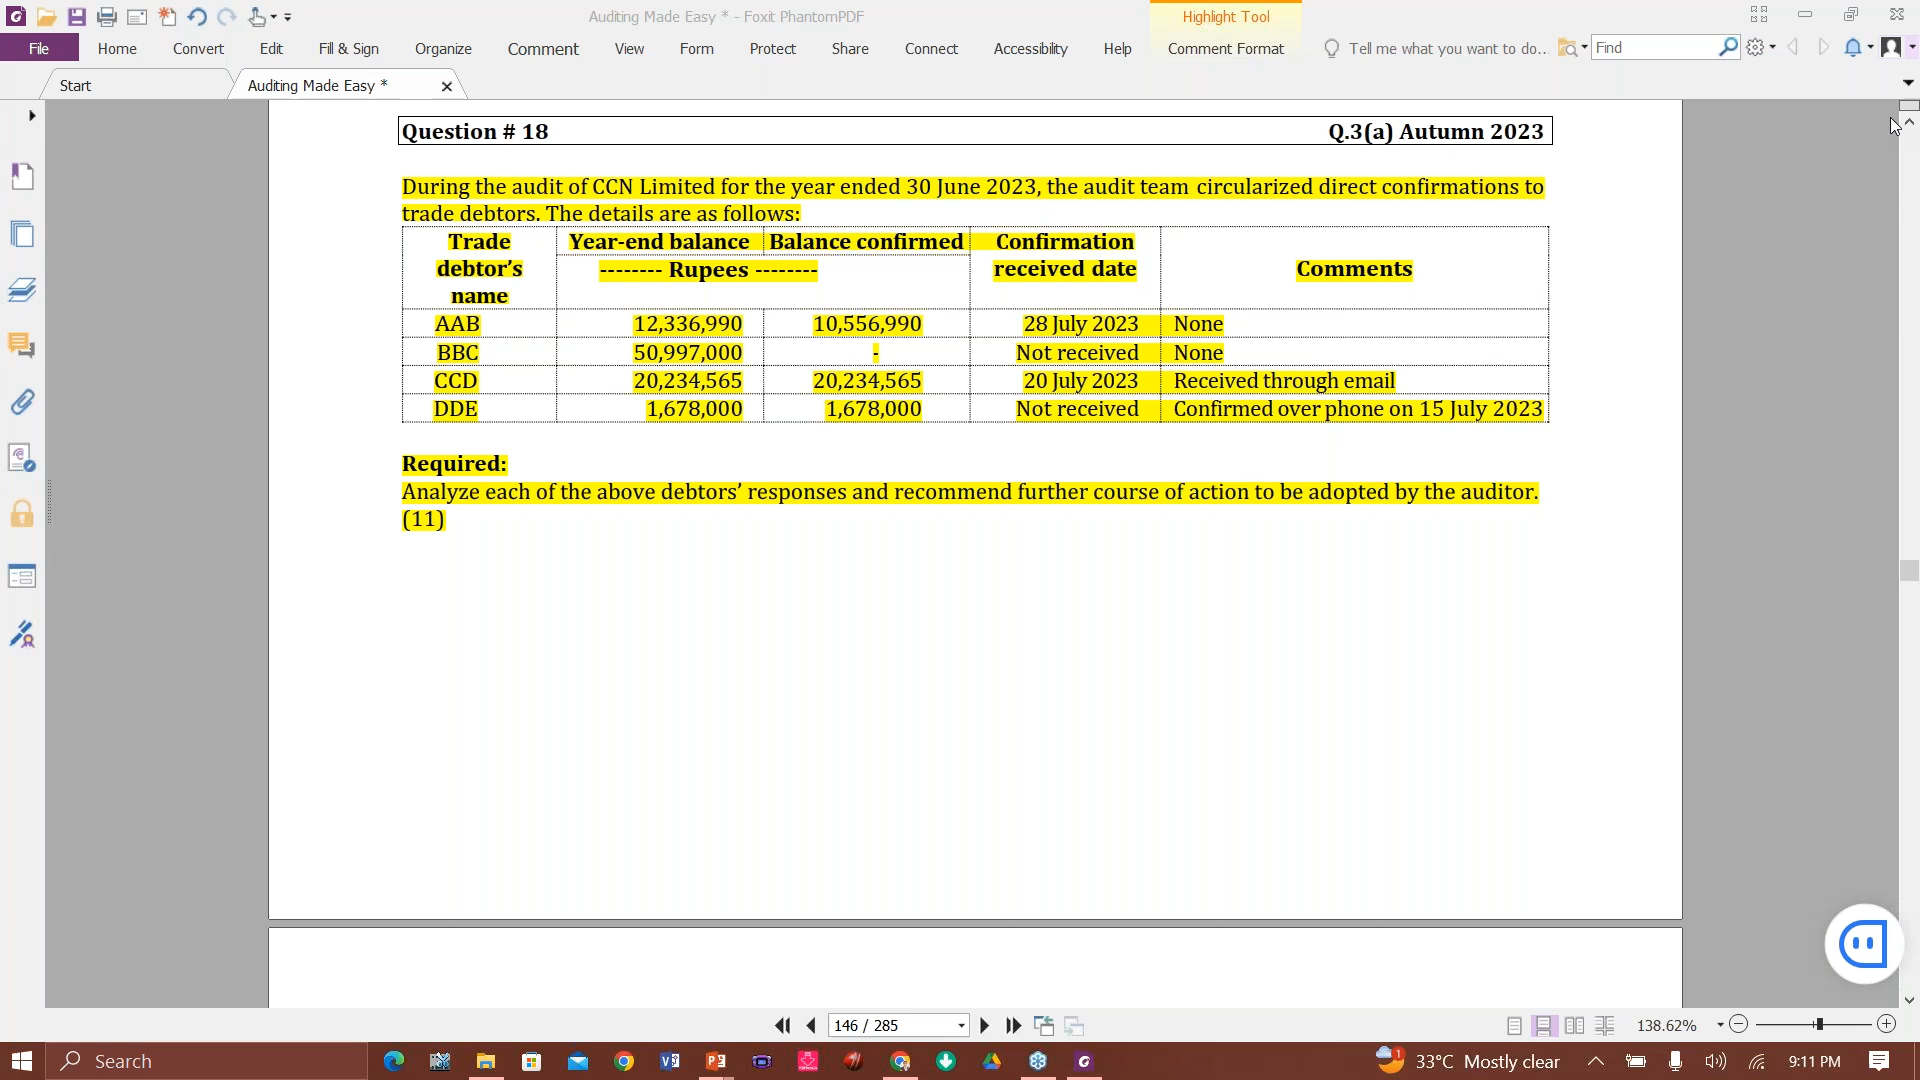 Auditing Made Easy * - Foxit PhantomPDF
Highlight Tool
File Home Convert Edit Fill & Sign Organize Comment View Form Protect Share Connect Accessibility Help Comment Format Tell me what you want to do... Find
Start
Auditing Made Easy *
Question # 18 Q.3(a) Autumn 2023
During the audit of CCN Limited for the year ended 30 June 2023, the audit team circularized direct confirmations to
trade debtors. The details are as follows:
Trade Year-end balance Balance confirmed Confirmation
debtor's -------- Rupees -------- received date Comments
name
AAB 12,336,990 10,556,990 28 July 2023 None
BBC 50,997,000 - Not received None
CCD 20,234,565 20,234,565 20 July 2023 Received through email
DDE 1,678,000 1,678,000 Not received Confirmed over phone on 15 July 2023
Required:
Analyze each of the above debtors' responses and recommend further course of action to be adopted by the auditor.
(11)
146 / 285
138.62%
Search
1
33°C Mostly clear
9:11 PM